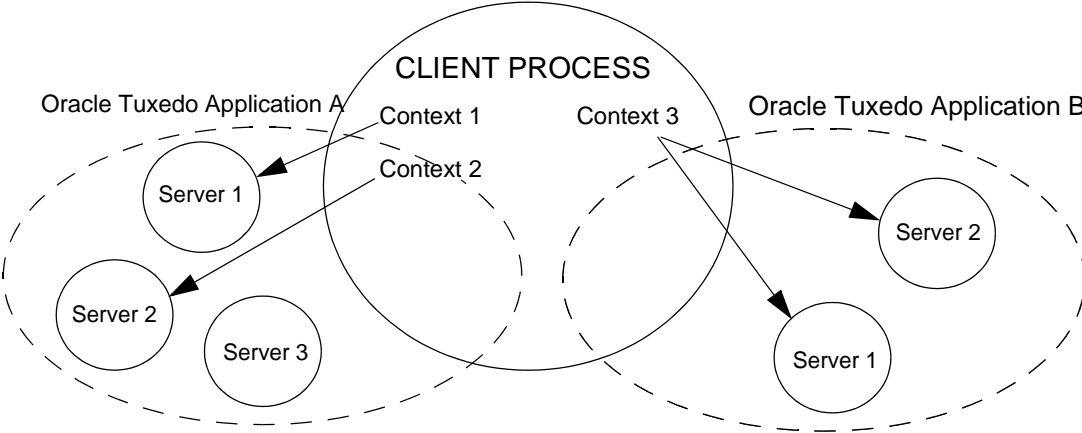 CLIENT PROCESS
Oracle Tuxedo Application A
Context 1
Context 3
Oracle Tuxedo Application B
Context 2
Server 1
Server 2
Server 2
Server 3
Server 1